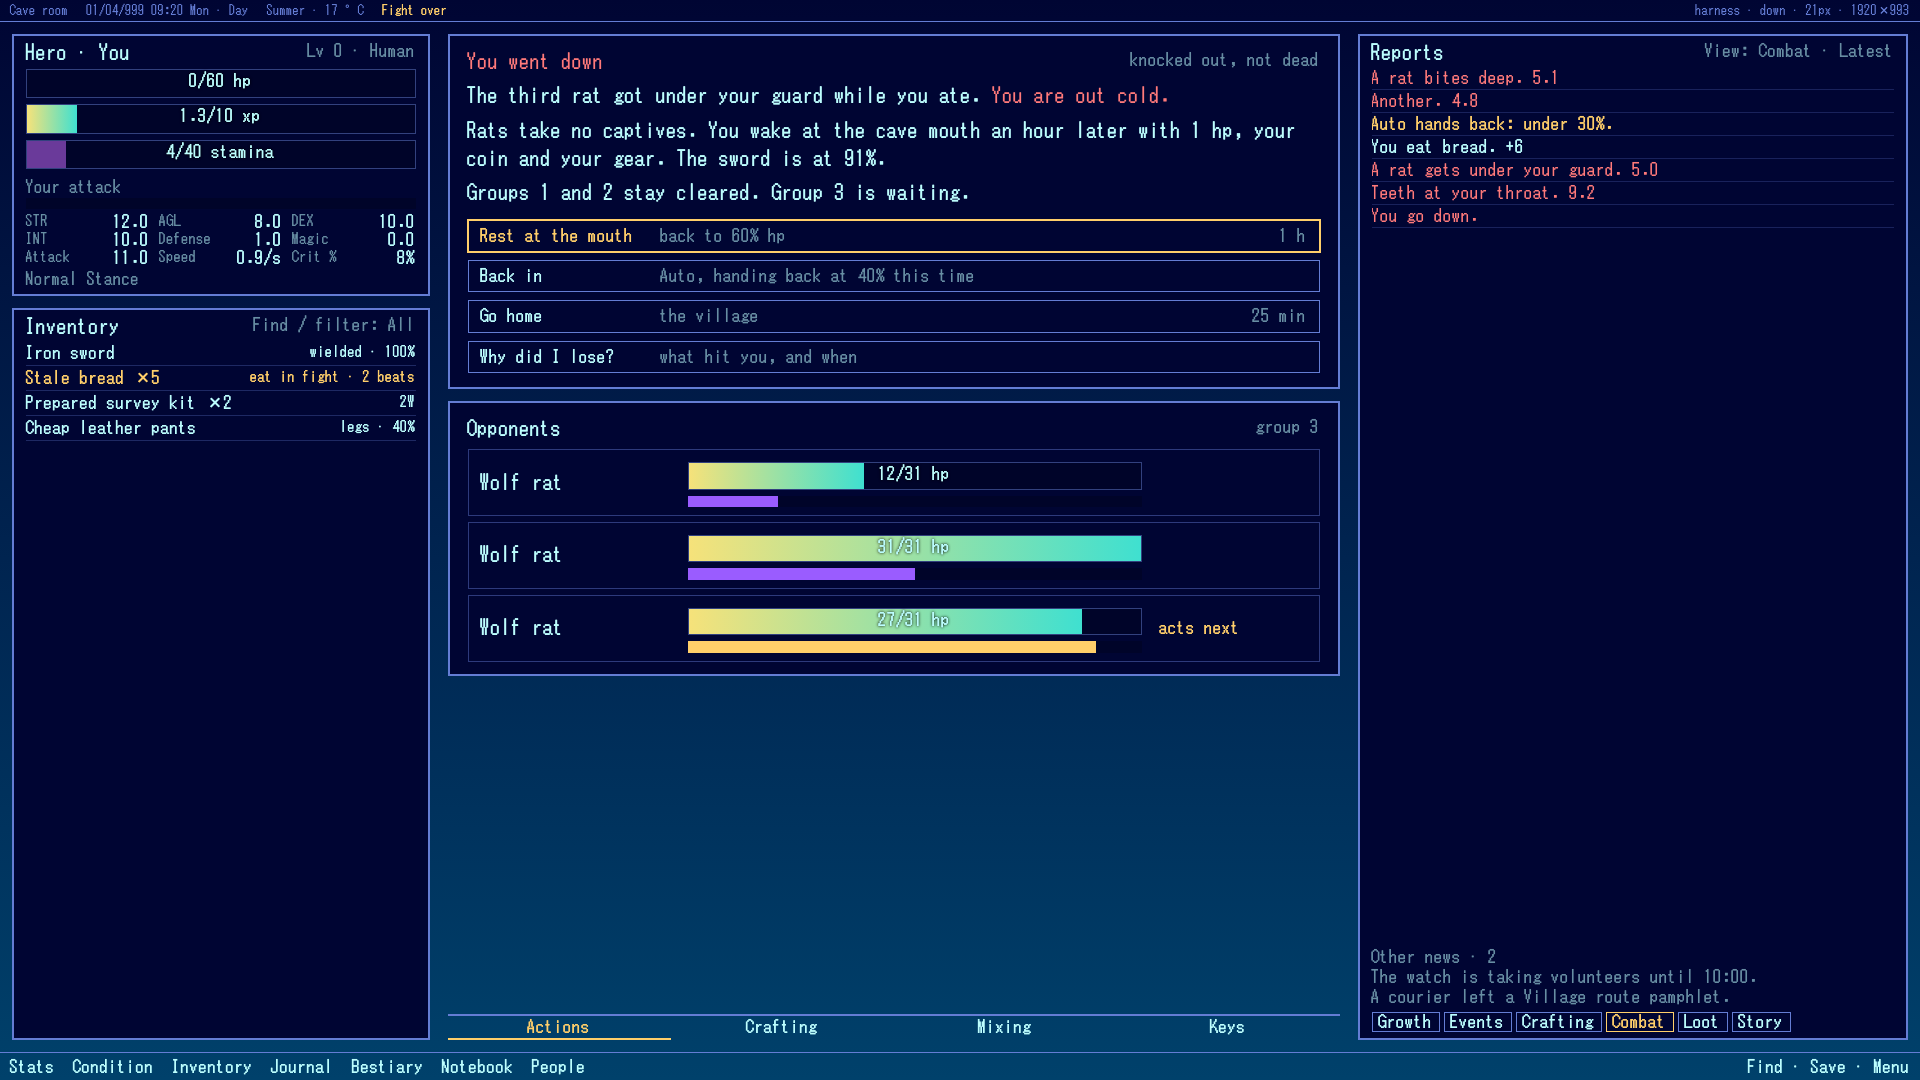 Cave room 01/04/999 09:20 Mon · Day Summer · 17 °C Fight over
harness · down · 21px · 1920×993
Hero · You Lv 0 · Human
0/60 hp
1.3/10 xp
4/40 stamina
Your attack
STR 12.0 AGL 8.0 DEX 10.0
INT 10.0 Defense 1.0 Magic 0.0
Attack 11.0 Speed 0.9/s Crit % 8%
Normal Stance
Inventory Find / filter: All
Iron sword wielded · 100%
Stale bread ×5 eat in fight · 2 beats
Prepared survey kit ×2 2W
Cheap leather pants legs · 40%
You went down knocked out, not dead
The third rat got under your guard while you ate. You are out cold.
Rats take no captives. You wake at the cave mouth an hour later with 1 hp, your
coin and your gear. The sword is at 91%.
Groups 1 and 2 stay cleared. Group 3 is waiting.
Rest at the mouth back to 60% hp 1 h
Back in Auto, handing back at 40% this time
Go home the village 25 min
Why did I lose? what hit you, and when
Opponents group 3
Wolf rat 12/31 hp
Wolf rat 31/31 hp
Wolf rat 27/31 hp acts next
Actions Crafting Mixing Keys
Reports View: Combat · Latest
A rat bites deep. 5.1
Another. 4.8
Auto hands back: under 30%.
You eat bread. +6
A rat gets under your guard. 5.0
Teeth at your throat. 9.2
You go down.
Other news · 2
The watch is taking volunteers until 10:00.
A courier left a Village route pamphlet.
Growth Events Crafting Combat Loot Story
Stats Condition Inventory Journal Bestiary Notebook People
Find · Save · Menu